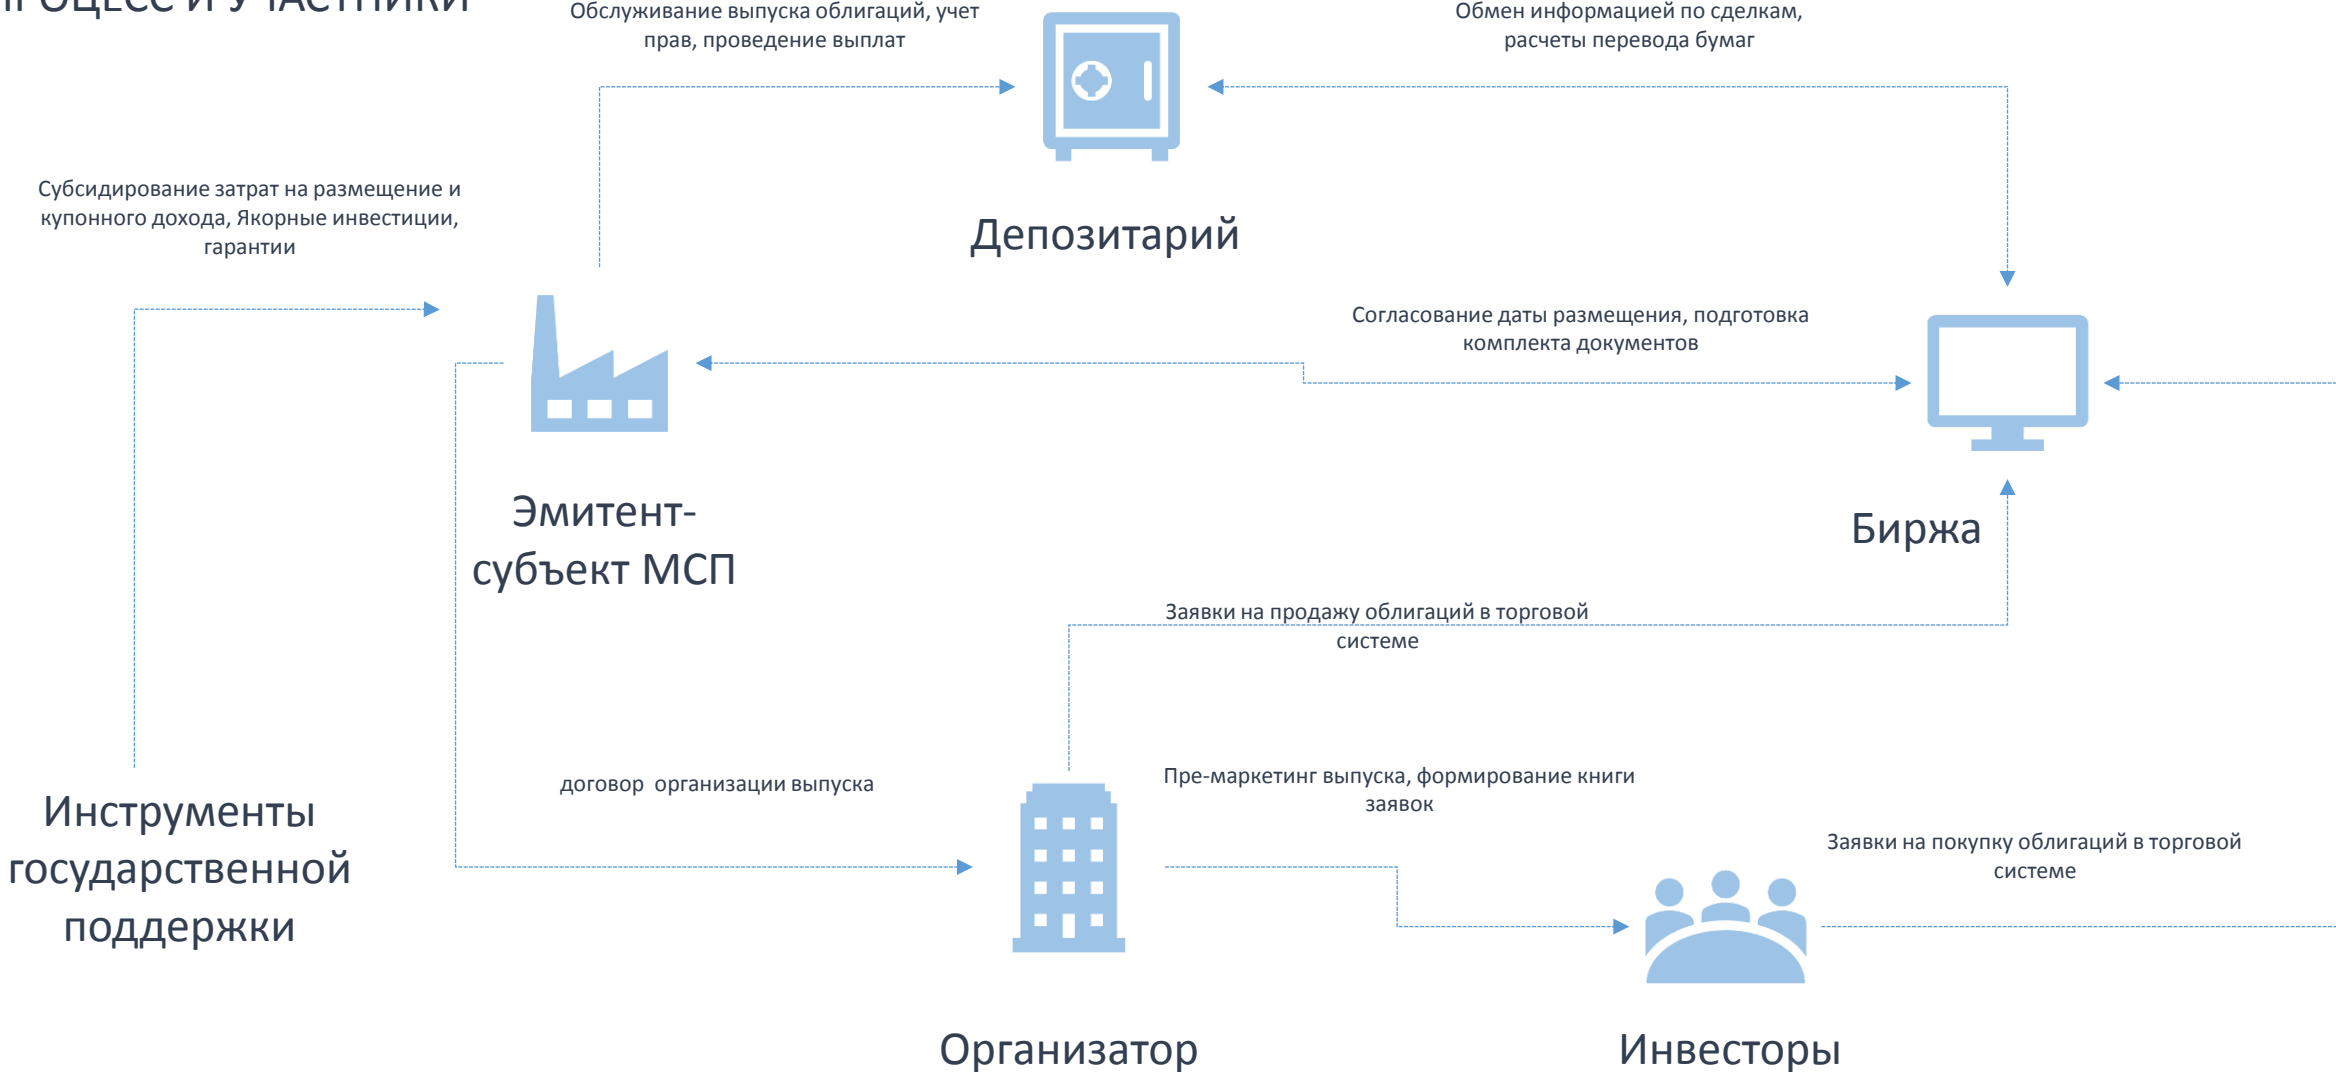 ПРОЦЕСС И УЧАСТНИКИ
Обслуживание выпуска облигаций, учет
прав, проведение выплат
Обмен информацией по сделкам,
расчеты перевода бумаг
Субсидирование затрат на размещение и
купонного дохода, Якорные инвестиции,
гарантии
Депозитарий
Согласование даты размещения, подготовка
комплекта документов
Эмитент-
субъект МСП
Биржа
Заявки на продажу облигаций в торговой
системе
договор организации выпуска
Пре-маркетинг выпуска, формирование книги
заявок
Инструменты
государственной
поддержки
Заявки на покупку облигаций в торговой
системе
Организатор
Инвесторы